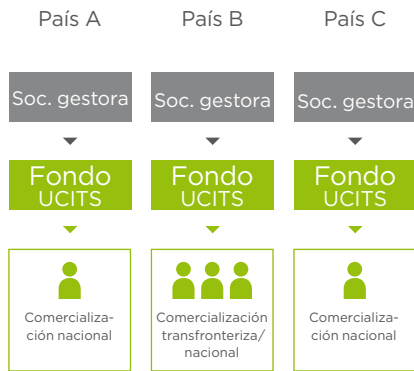 País A
País B
País C
Soc. gestora
Soc. gestora
Soc. gestora
Fondo
UCITS
Fondo
UCITS
Fondo
UCITS
Comercializa-
ción nacional
Comercialización
transfronteriza/
nacional
Comercializa-
ción nacional